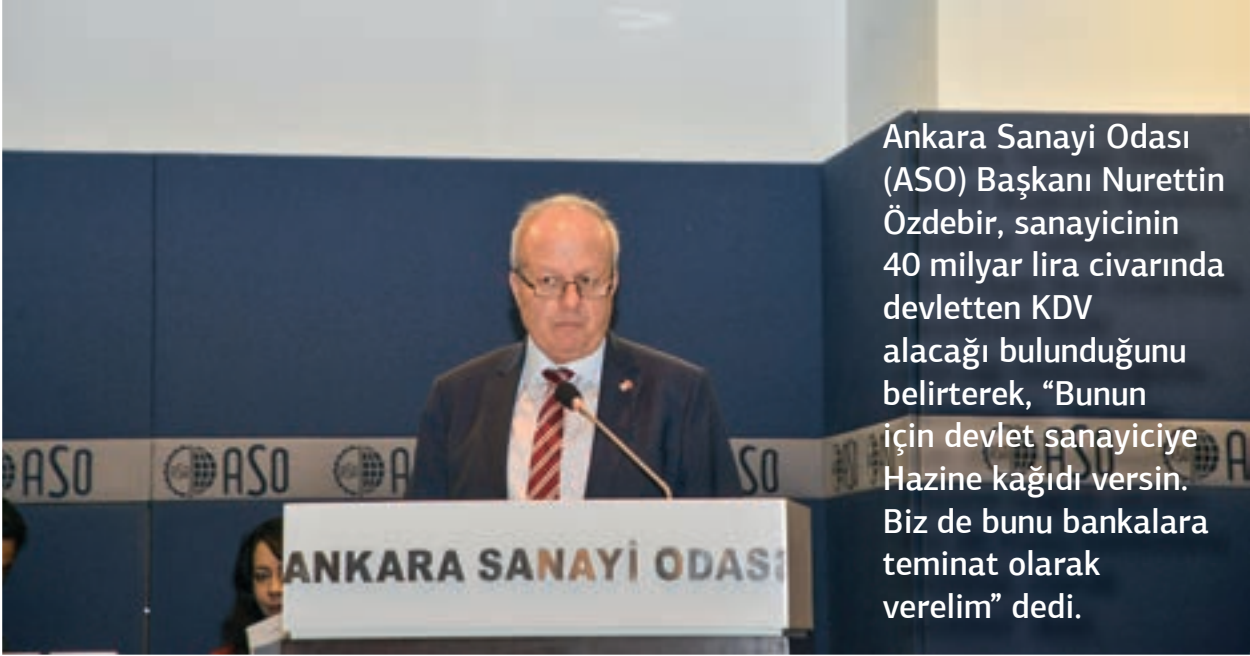 Ankara Sanayi Odası
(ASO) Başkanı Nurettin
Özdebir, sanayicinin
40 milyar lira civarında
devletten KDV
alacağı bulunduğunu
belirterek, “Bunun
için devlet sanayiciye
Hazine kağıdı versin.
Biz de bunu bankalara
teminat olarak
verelim” dedi.
ASO ASO A SO A
ANKARA SANAYİ ODASI